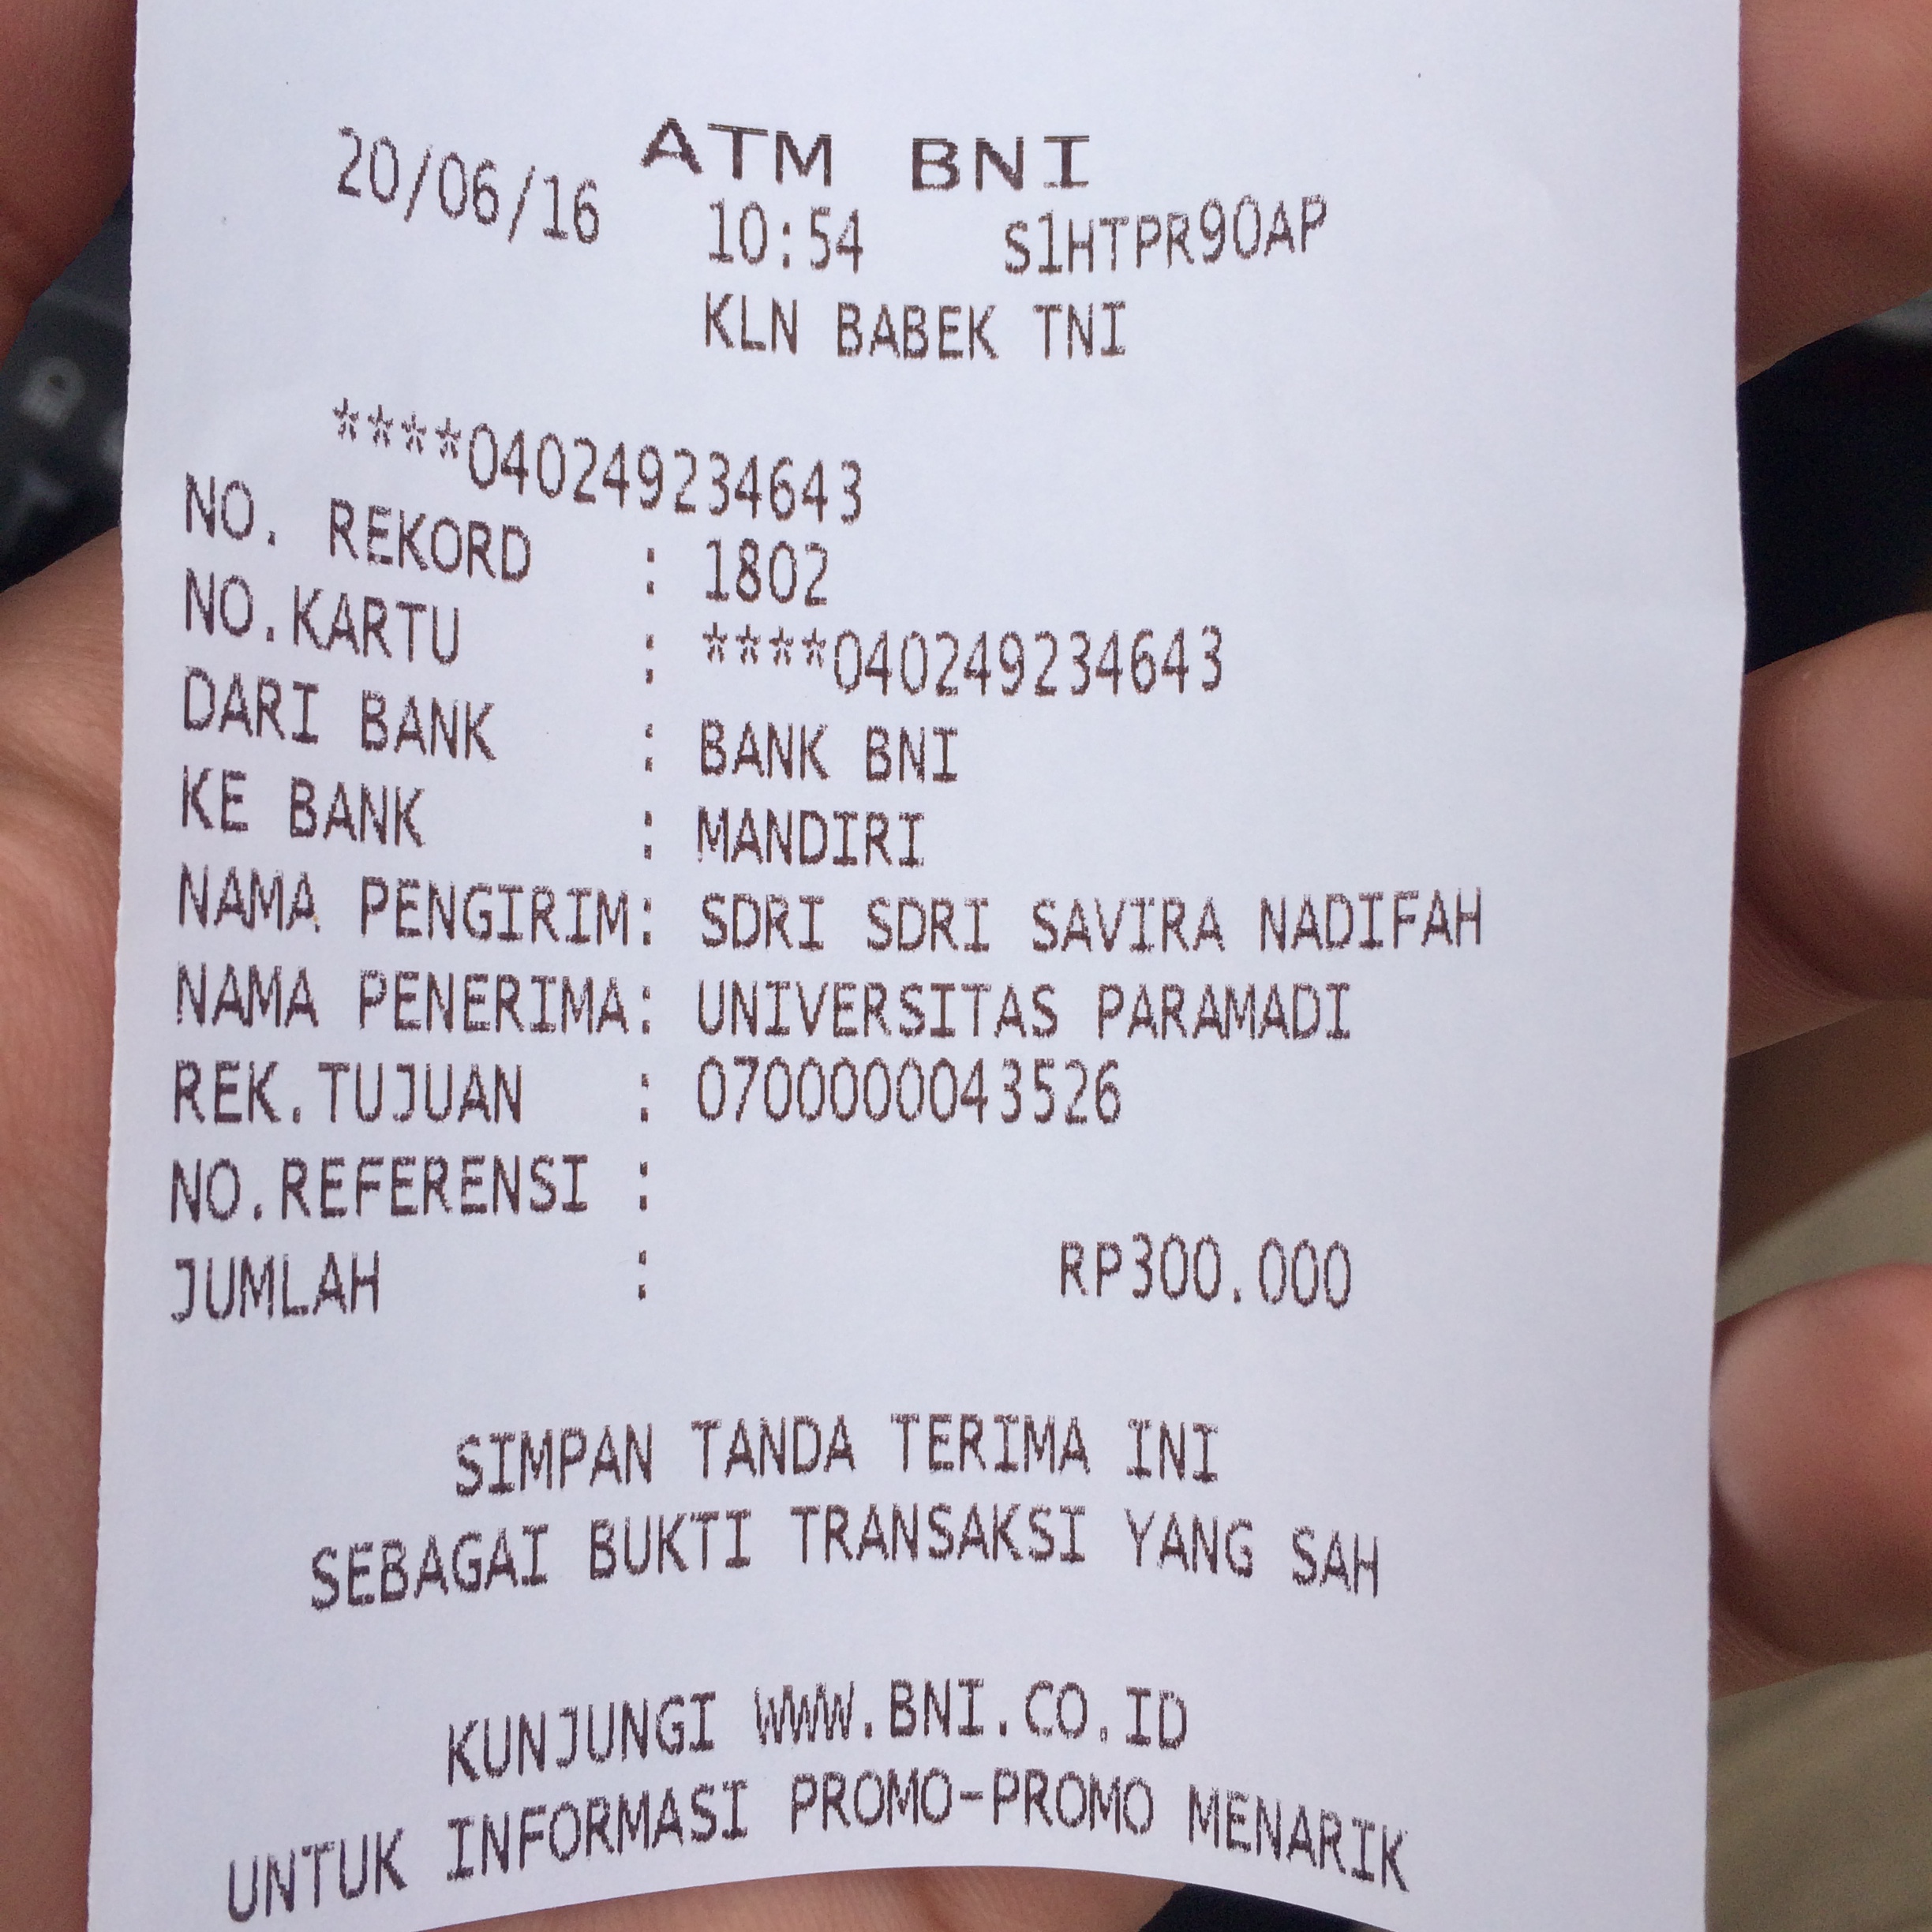 ATM BNI
20/06/16 10:54 S1HTPR90AP
KLN BABEK TNI
****040249234643
NO. REKORD : 1802
NO.KARTU : ****040249234643
DARI BANK : BANK BNI
KE BANK : MANDIRI
NAMA PENGIRIM: SDRI SDRI SAVIRA NADIFAH
NAMA PENERIMA: UNIVERSITAS PARAMADI
REK.TUJUAN : 0700000043526
NO.REFERENSI :
JUMLAH : RP300.000
SIMPAN TANDA TERIMA INI
SEBAGAI BUKTI TRANSAKSI YANG SAH
KUNJUNGI WWW.BNI.CO.ID
UNTUK INFORMASI PROMO-PROMO MENARIK